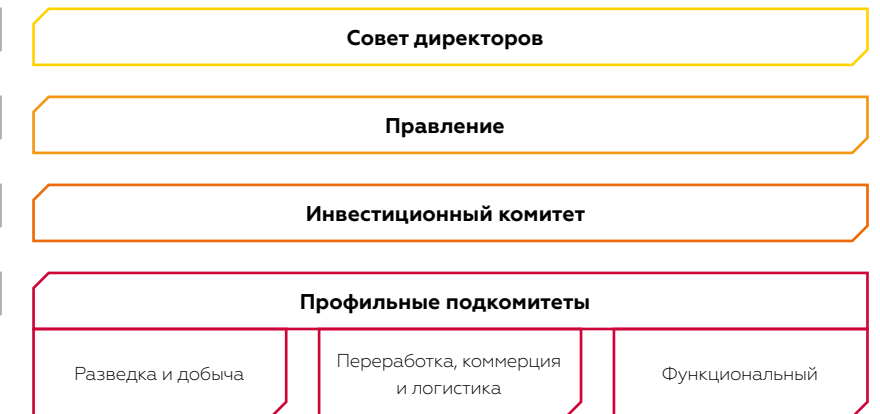 Совет директоров
Правление
Инвестиционный комитет
Профильные подкомитеты
Разведка и добыча
Переработка, коммерция
и логистика
Функциональный